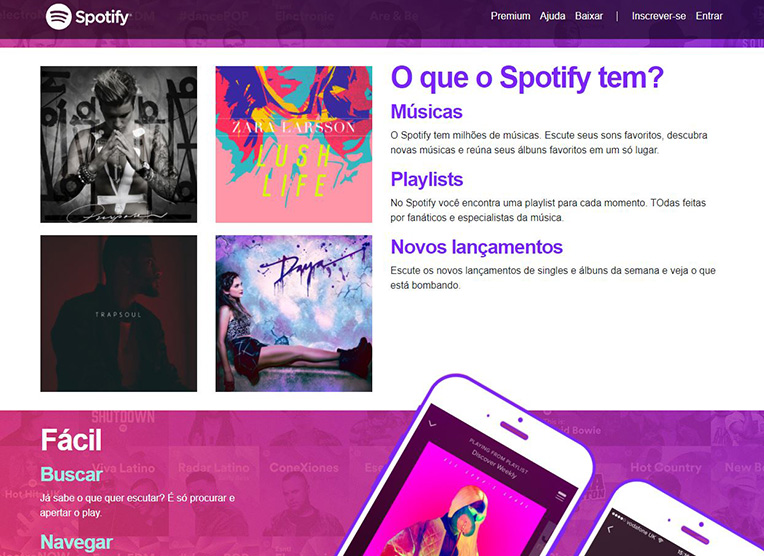 Spotify
Premium Ajuda Baixar | Inscrever-se Entrar
#dancePOP Electronic
Purpose
ZARA LARSSON
LUSH
LIFE
TRAPSOUL
Daya
O que o Spotify tem?
Músicas
O Spotify tem milhões de músicas. Escute seus sons favoritos, descubra
novas músicas e reúna seus álbuns favoritos em um só lugar.
Playlists
No Spotify você encontra uma playlist para cada momento. TOdas feitas
por fanáticos e especialistas da música.
Novos lançamentos
Escute os novos lançamentos de singles e álbuns da semana e veja o que
está bombando.
SHUTDOWN
Fácil
Buscar
Já sabe o que quer escutar? É só procurar e
apertar o play.
Navegar
Viva Latino Radar Latino ConeXiones
Bowie
Hot Country
PLAYING FROM PLAYLIST
Discover Weekly
vodafone UK